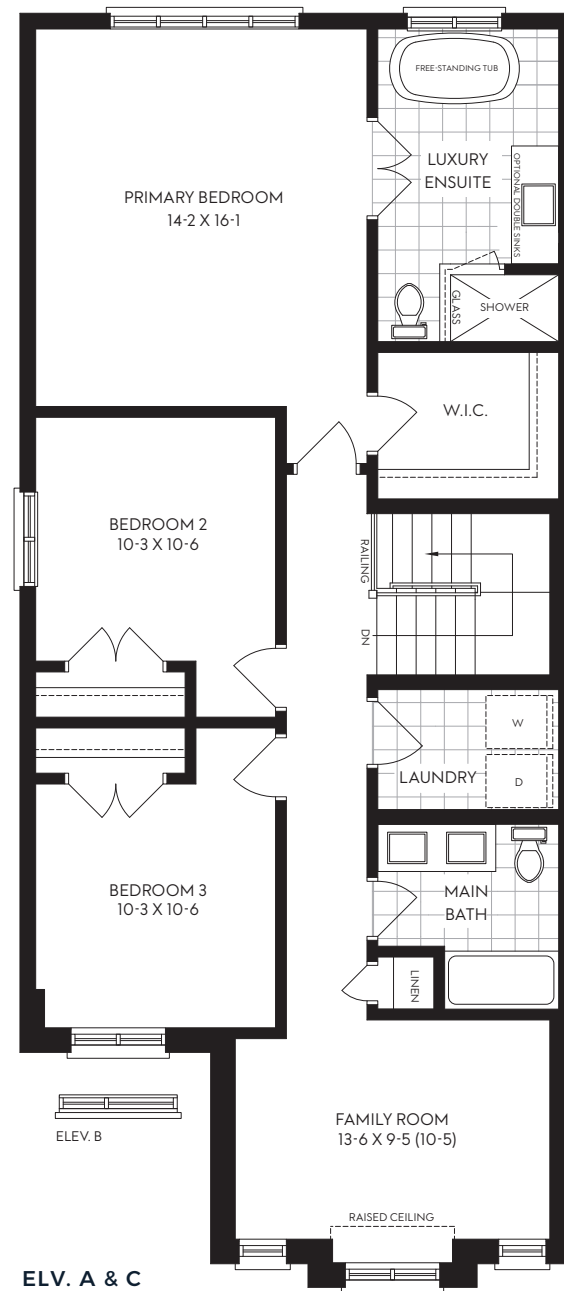 FREE-STANDING TUB
LUXURY
ENSUITE
OPTIONAL DOUBLE SINKS
PRIMARY BEDROOM
14-2 X 16-1
GLASS
SHOWER
W.I.C.
BEDROOM 2
10-3 X 10-6
RAILING
DN
W
LAUNDRY
D
BEDROOM 3
10-3 X 10-6
MAIN
BATH
LINEN
FAMILY ROOM
13-6 X 9-5 (10-5)
ELEV. B
RAISED CEILING
ELV. A & C